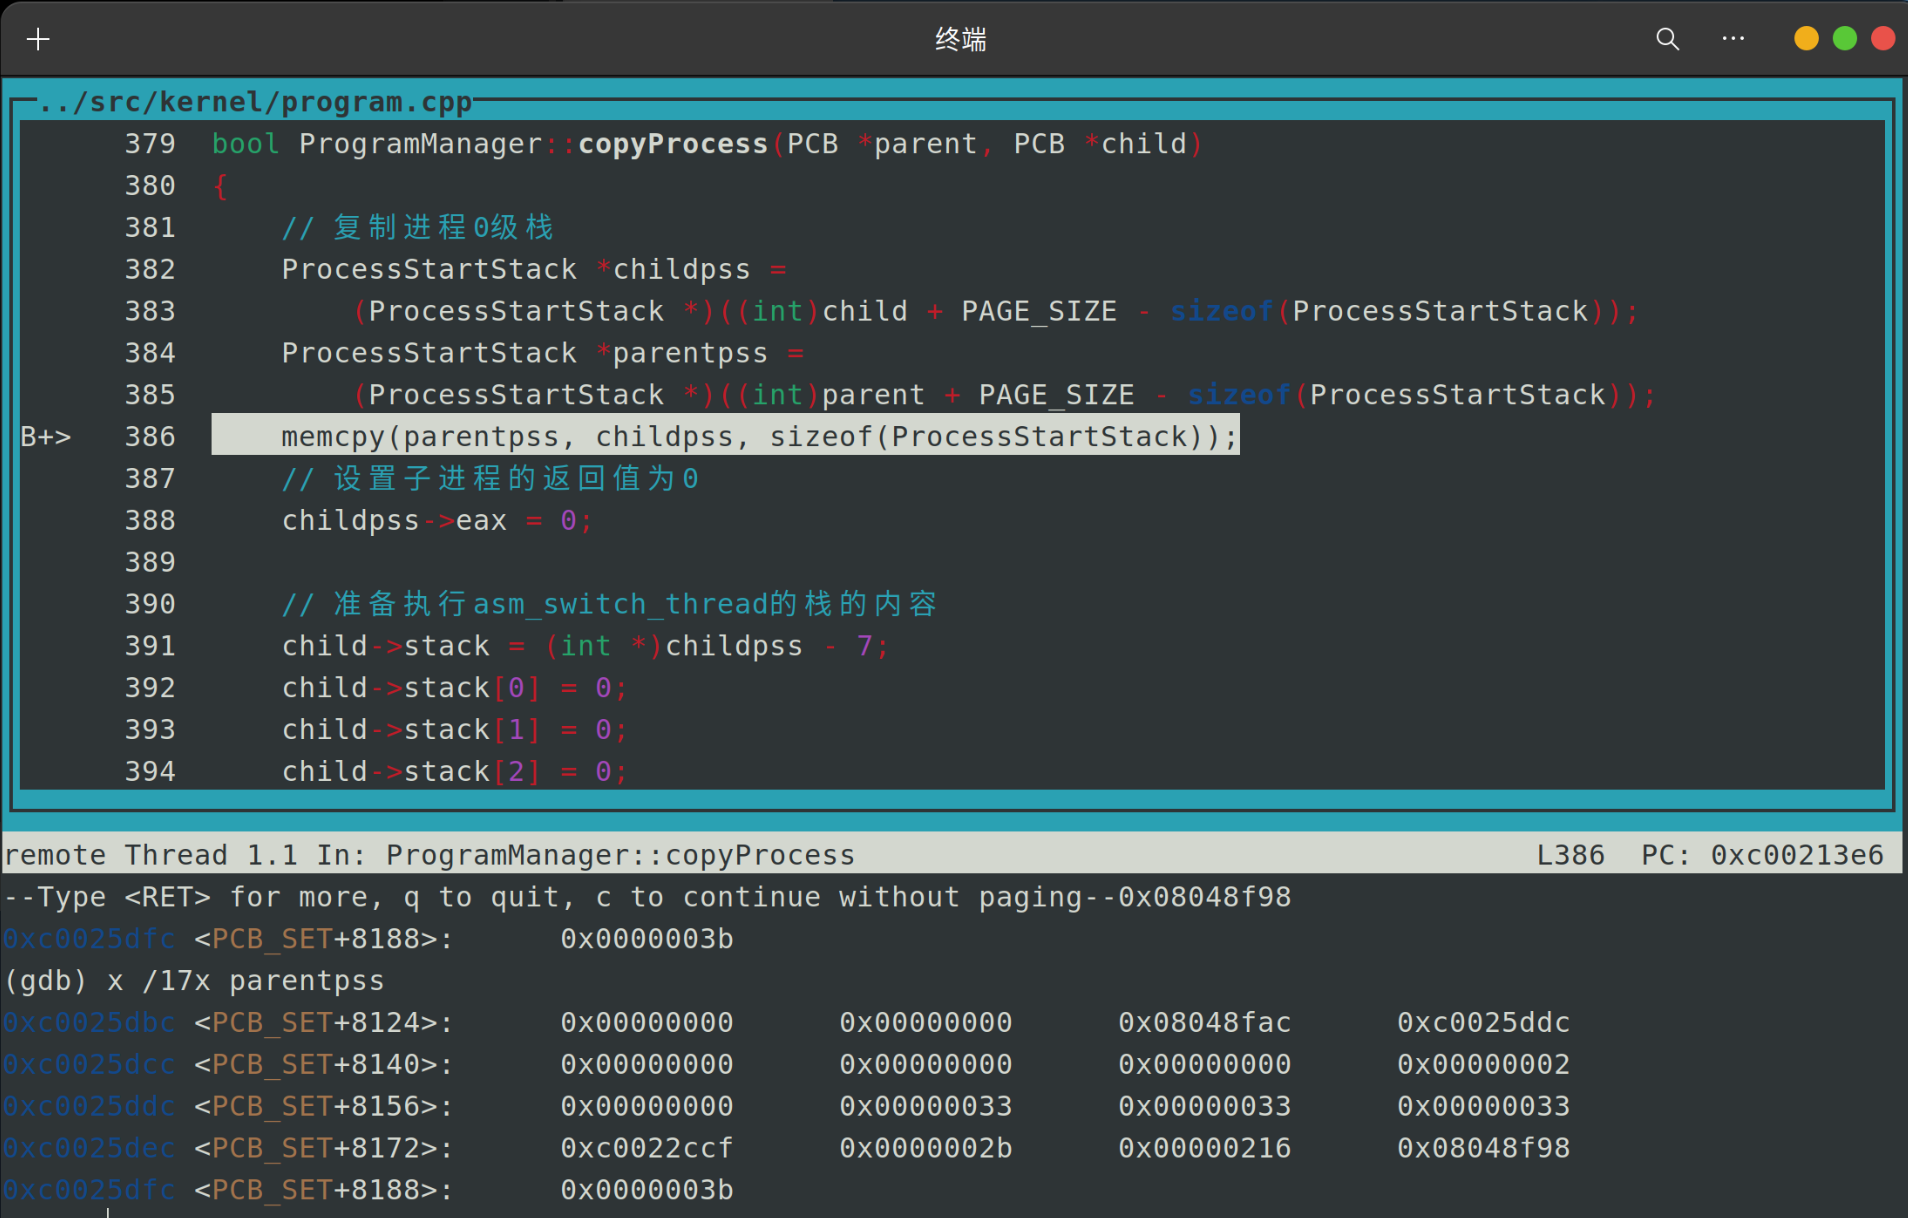 终端
../src/kernel/program.cpp
379 bool ProgramManager::copyProcess(PCB *parent, PCB *child)
380 {
381 // 复制进程0级栈
382 ProcessStartStack *childpss =
383 (ProcessStartStack *)((int)child + PAGE_SIZE - sizeof(ProcessStartStack));
384 ProcessStartStack *parentpss =
385 (ProcessStartStack *)((int)parent + PAGE_SIZE - sizeof(ProcessStartStack));
B+> 386 memcpy(parentpss, childpss, sizeof(ProcessStartStack));
387 // 设置子进程的返回值为0
388 childpss->eax = 0;
389
390 // 准备执行asm_switch_thread的栈的内容
391 child->stack = (int *)childpss - 7;
392 child->stack[0] = 0;
393 child->stack[1] = 0;
394 child->stack[2] = 0;
remote Thread 1.1 In: ProgramManager::copyProcess L386 PC: 0xc00213e6
--Type <RET> for more, q to quit, c to continue without paging--0x08048f98
0xc0025dfc <PCB_SET+8188>: 0x0000003b
(gdb) x /17x parentpss
0xc0025dbc <PCB_SET+8124>: 0x00000000 0x00000000 0x08048fac 0xc0025ddc
0xc0025dcc <PCB_SET+8140>: 0x00000000 0x00000000 0x00000000 0x00000002
0xc0025ddc <PCB_SET+8156>: 0x00000000 0x00000033 0x00000033 0x00000033
0xc0025dec <PCB_SET+8172>: 0xc0022ccf 0x0000002b 0x00000216 0x08048f98
0xc0025dfc <PCB_SET+8188>: 0x0000003b